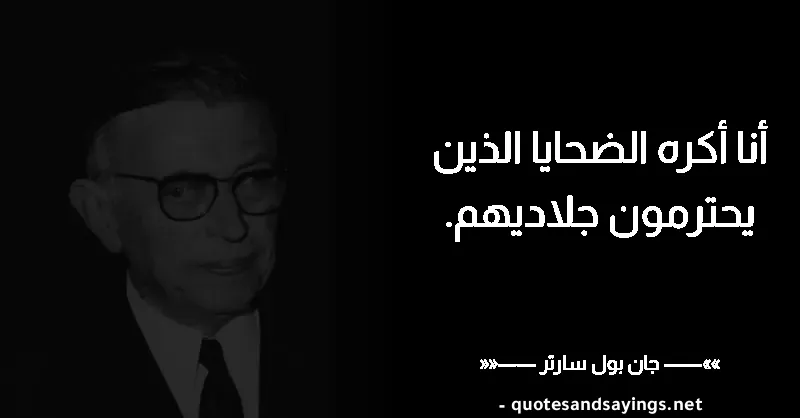 أنا أكره الضحايا الذين
يحترمون جلاديهم.
»»—— جان بول سارتر ——««
- quotesandsayings.net